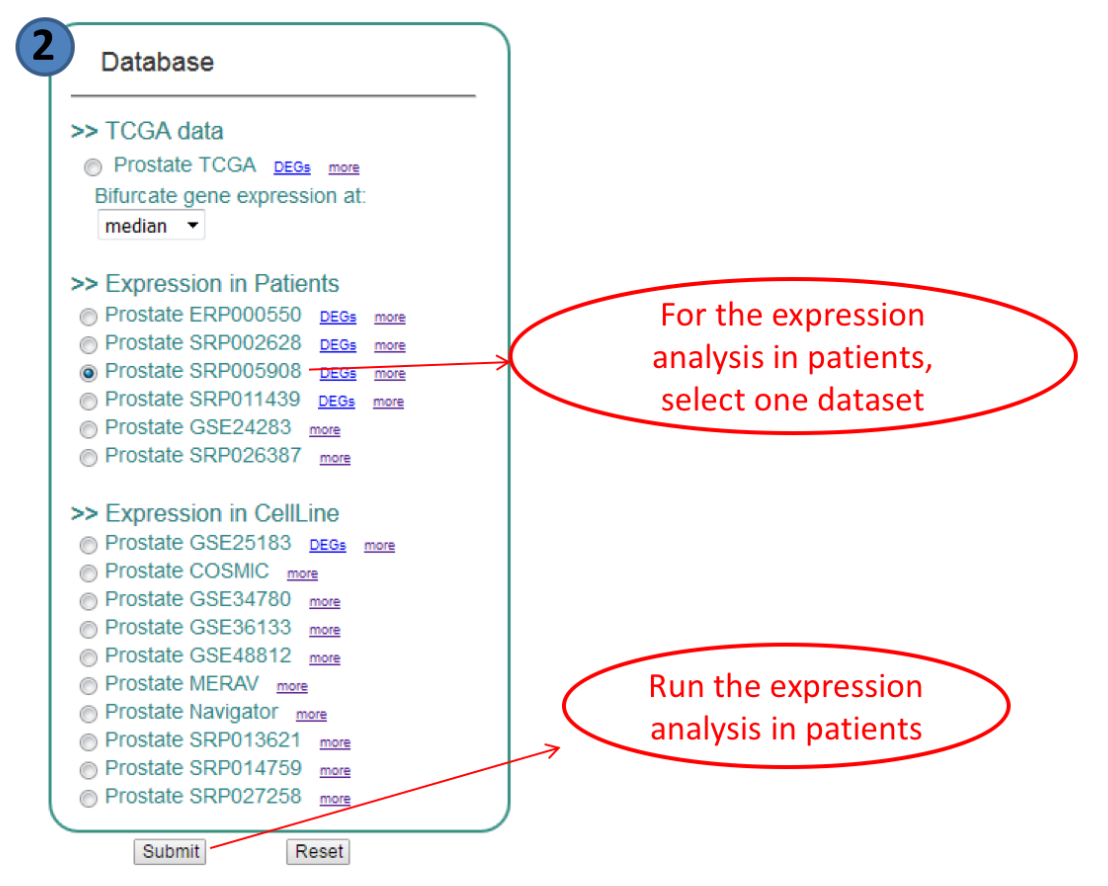 2
Database
>> TCGA data
Prostate TCGA DEGs more
Bifurcate gene expression at:
median
>> Expression in Patients
Prostate ERP000550 DEGs more
Prostate SRP002628 DEGs more
Prostate SRP005908 DEGs more
Prostate SRP011439 DEGs more
Prostate GSE24283 more
Prostate SRP026387 more
For the expression
analysis in patients,
select one dataset
>> Expression in CellLine
Prostate GSE25183 DEGs more
Prostate COSMIC more
Prostate GSE34780 more
Prostate GSE36133 more
Prostate GSE48812 more
Prostate MERAV more
Prostate Navigator more
Prostate SRP013621 more
Prostate SRP014759 more
Prostate SRP027258 more
Run the expression
analysis in patients
Submit Reset